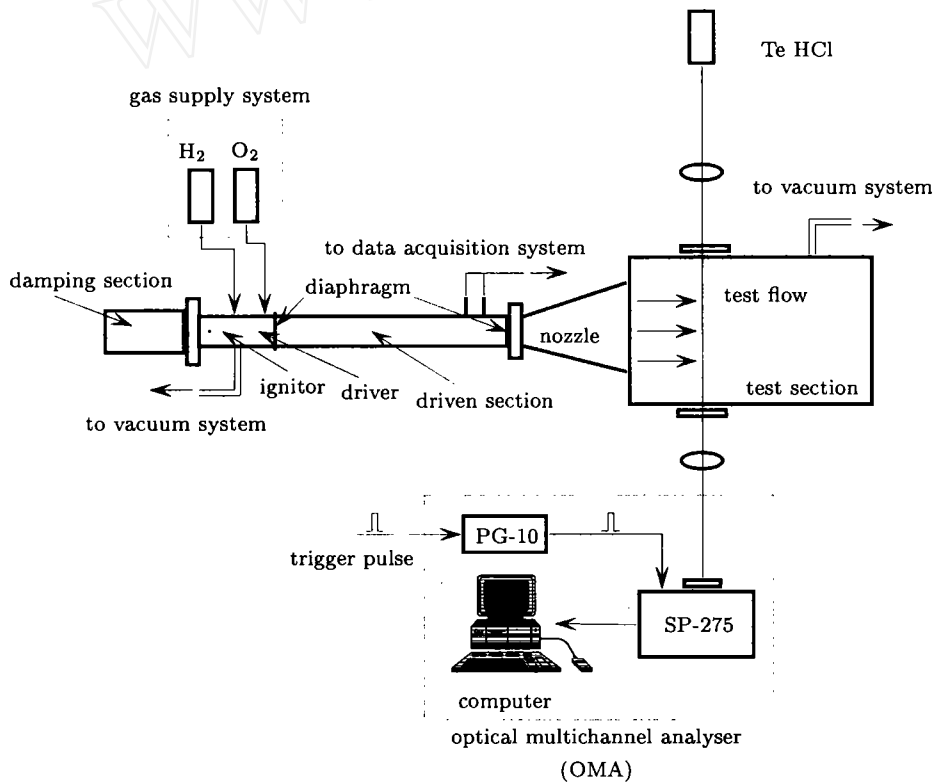 Te HCl
gas supply system
H₂ O₂
to vacuum system
to data acquisition system
damping section
diaphragm
test flow
nozzle
ignitor
driver
driven section
test section
to vacuum system
trigger pulse
PG-10
SP-275
computer
optical multichannel analyser
(OMA)